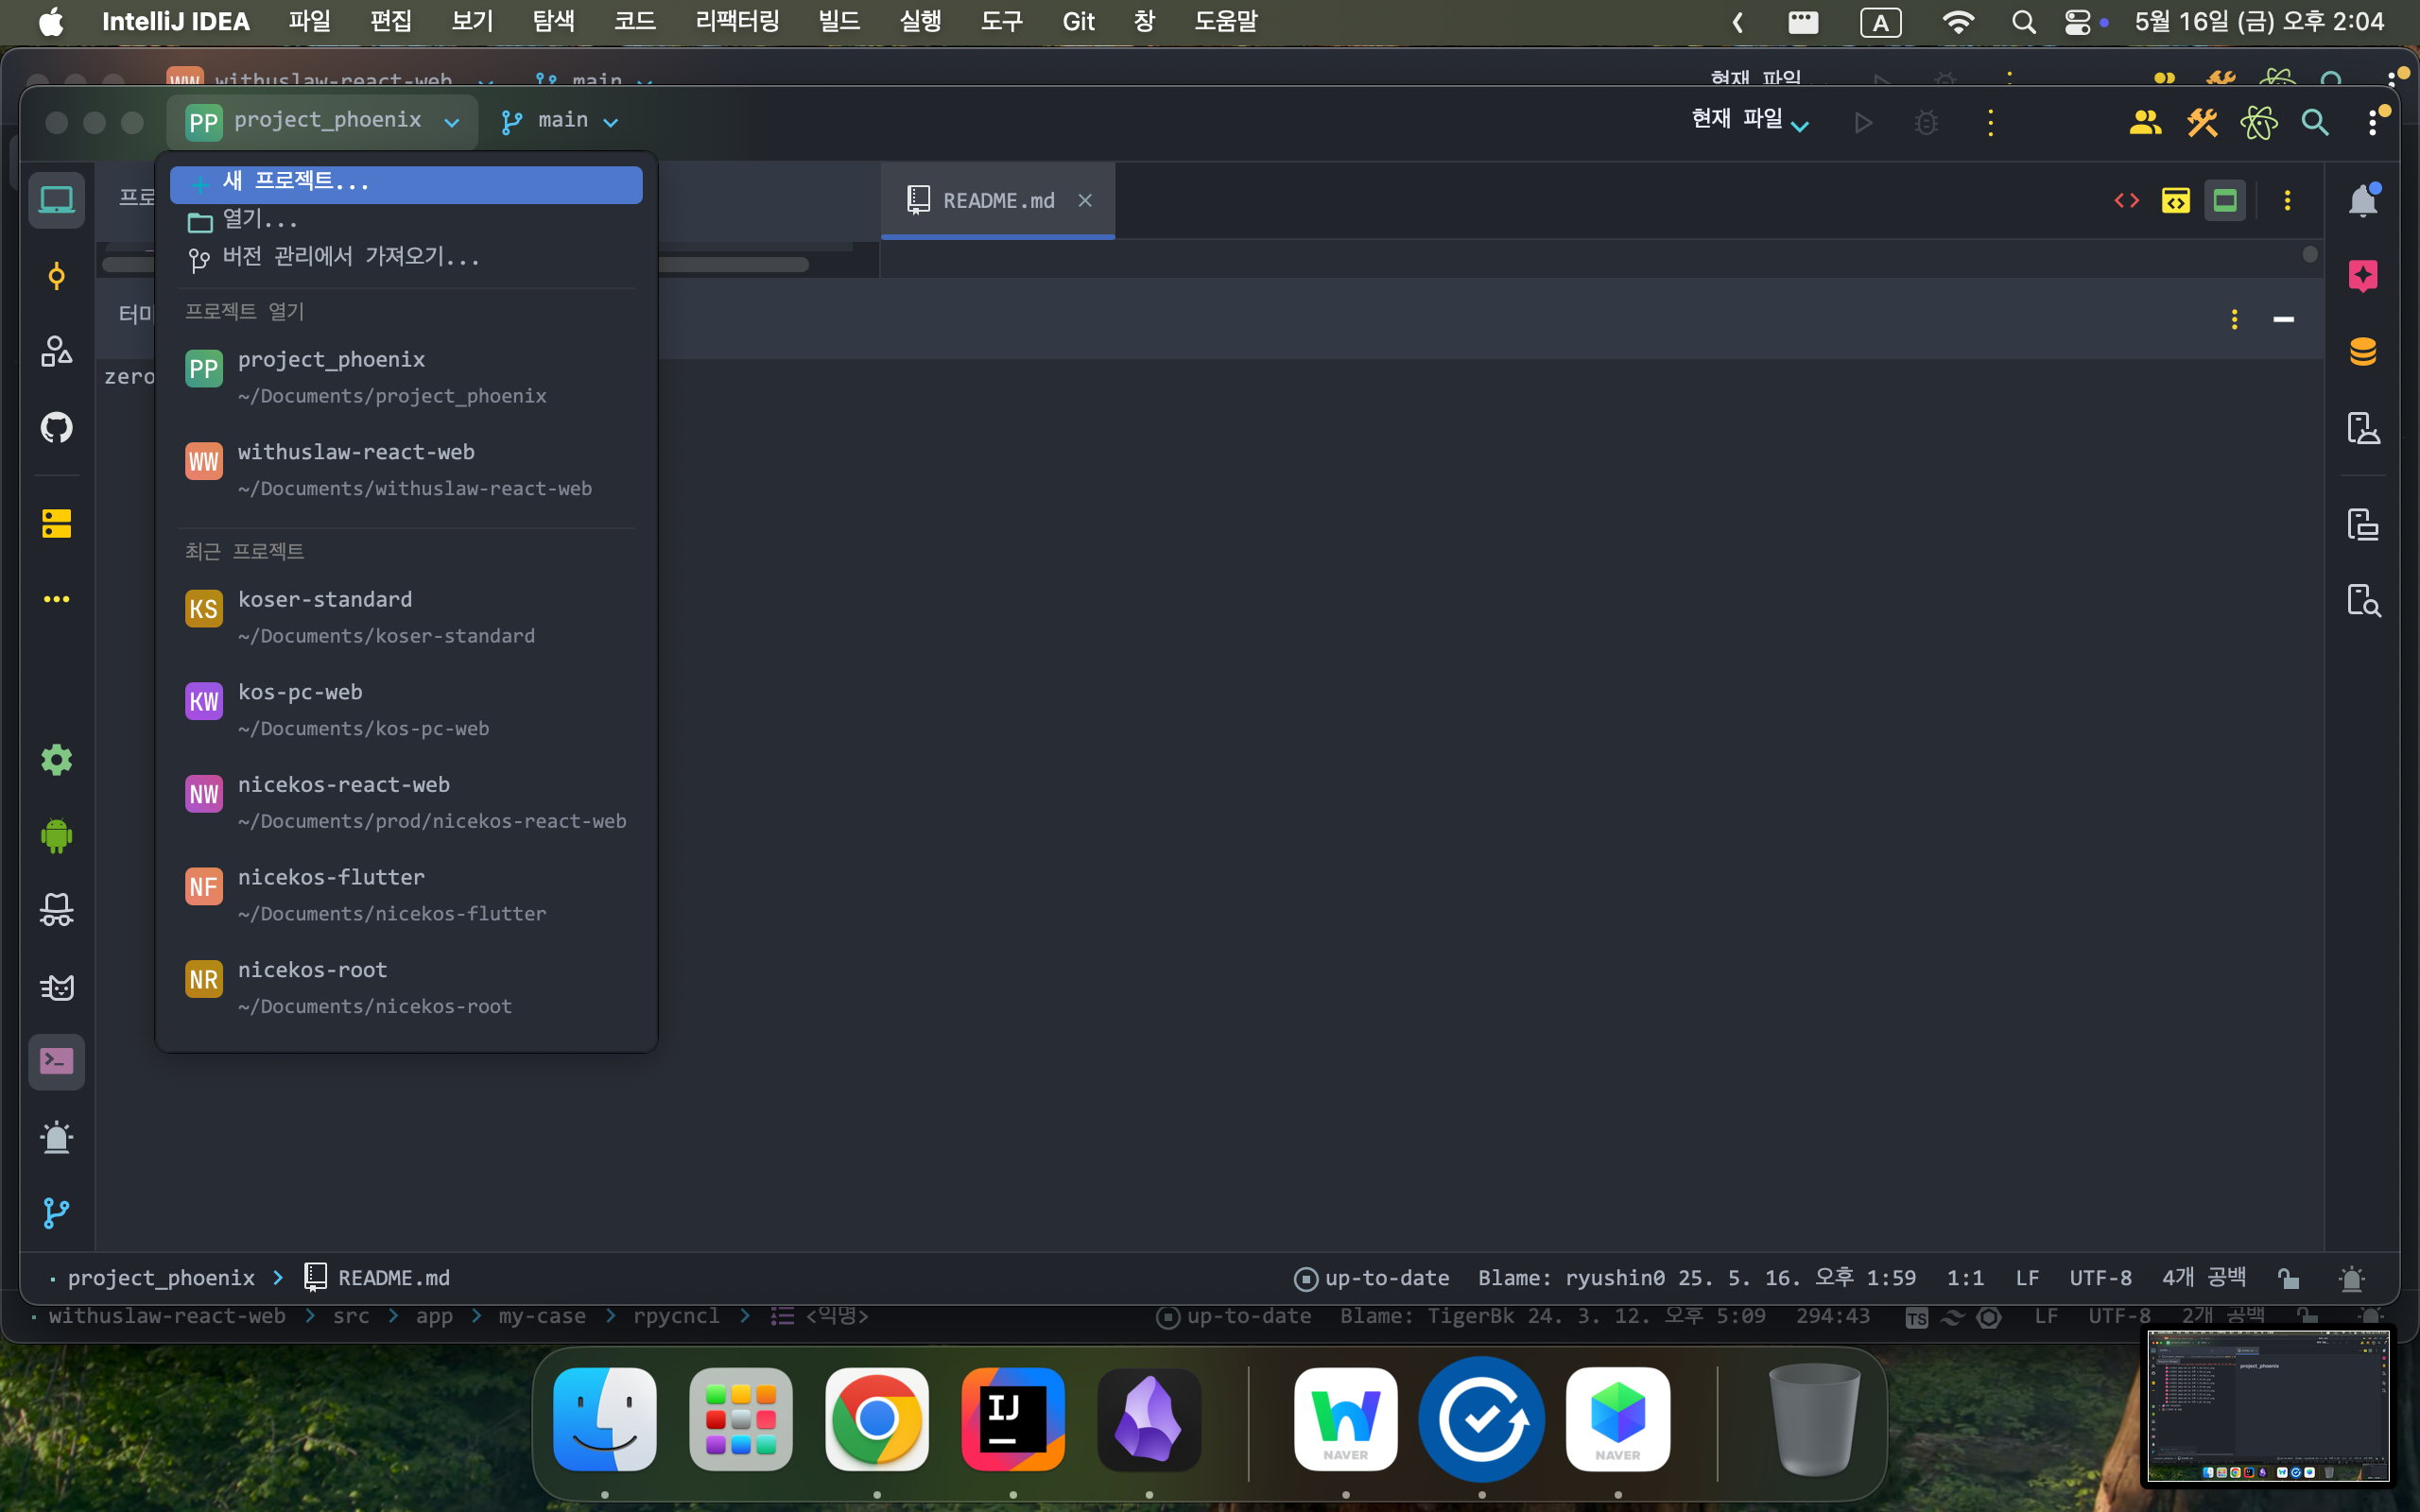 IntelliJ IDEA 파일 편집 보기 탐색 코드 리팩터링 빌드 실행 도구 Git 창 도움말 A 5월 16일 (금) 오후 2:04
WW withuslaw-react-web main 현재 파일
PP project_phoenix main 현재 파일
새 프로젝트...
열기...
버전 관리에서 가져오기...
README.md
프로젝트 열기
PP project_phoenix
~/Documents/project_phoenix
zero
WW withuslaw-react-web
~/Documents/withuslaw-react-web
최근 프로젝트
KS koser-standard
~/Documents/koser-standard
KW kos-pc-web
~/Documents/kos-pc-web
NW nicekos-react-web
~/Documents/prod/nicekos-react-web
NF nicekos-flutter
~/Documents/nicekos-flutter
NR nicekos-root
~/Documents/nicekos-root
project_phoenix README.md up-to-date Blame: ryushin0 25. 5. 16. 오후 1:59 1:1 LF UTF-8 4개 공백
withuslaw-react-web src app my-case rpycncl <익명> up-to-date Blame: TigerBk 24. 3. 12. 오후 5:09 294:43 TS LF UTF-8 2개 공백
project_phoenix
IJ
NAVER
NAVER